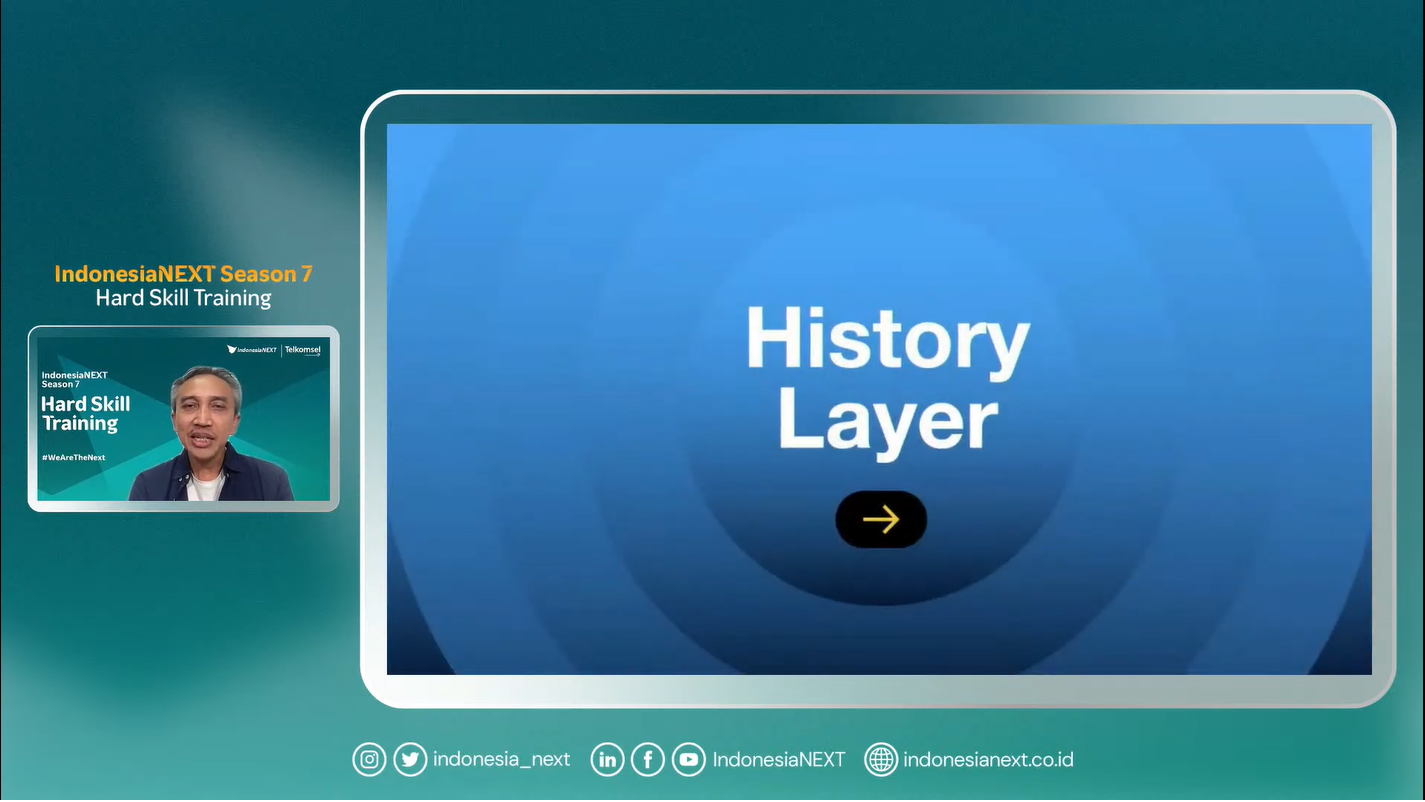 IndonesiaNEXT Season 7
Hard Skill Training
IndonesiaNEXT
Telkomsel
IndonesiaNEXT
Season 7
Hard Skill
Training
#WeAreTheNext
History
Layer
indonesia_next
IndonesiaNEXT
indonesianext.co.id